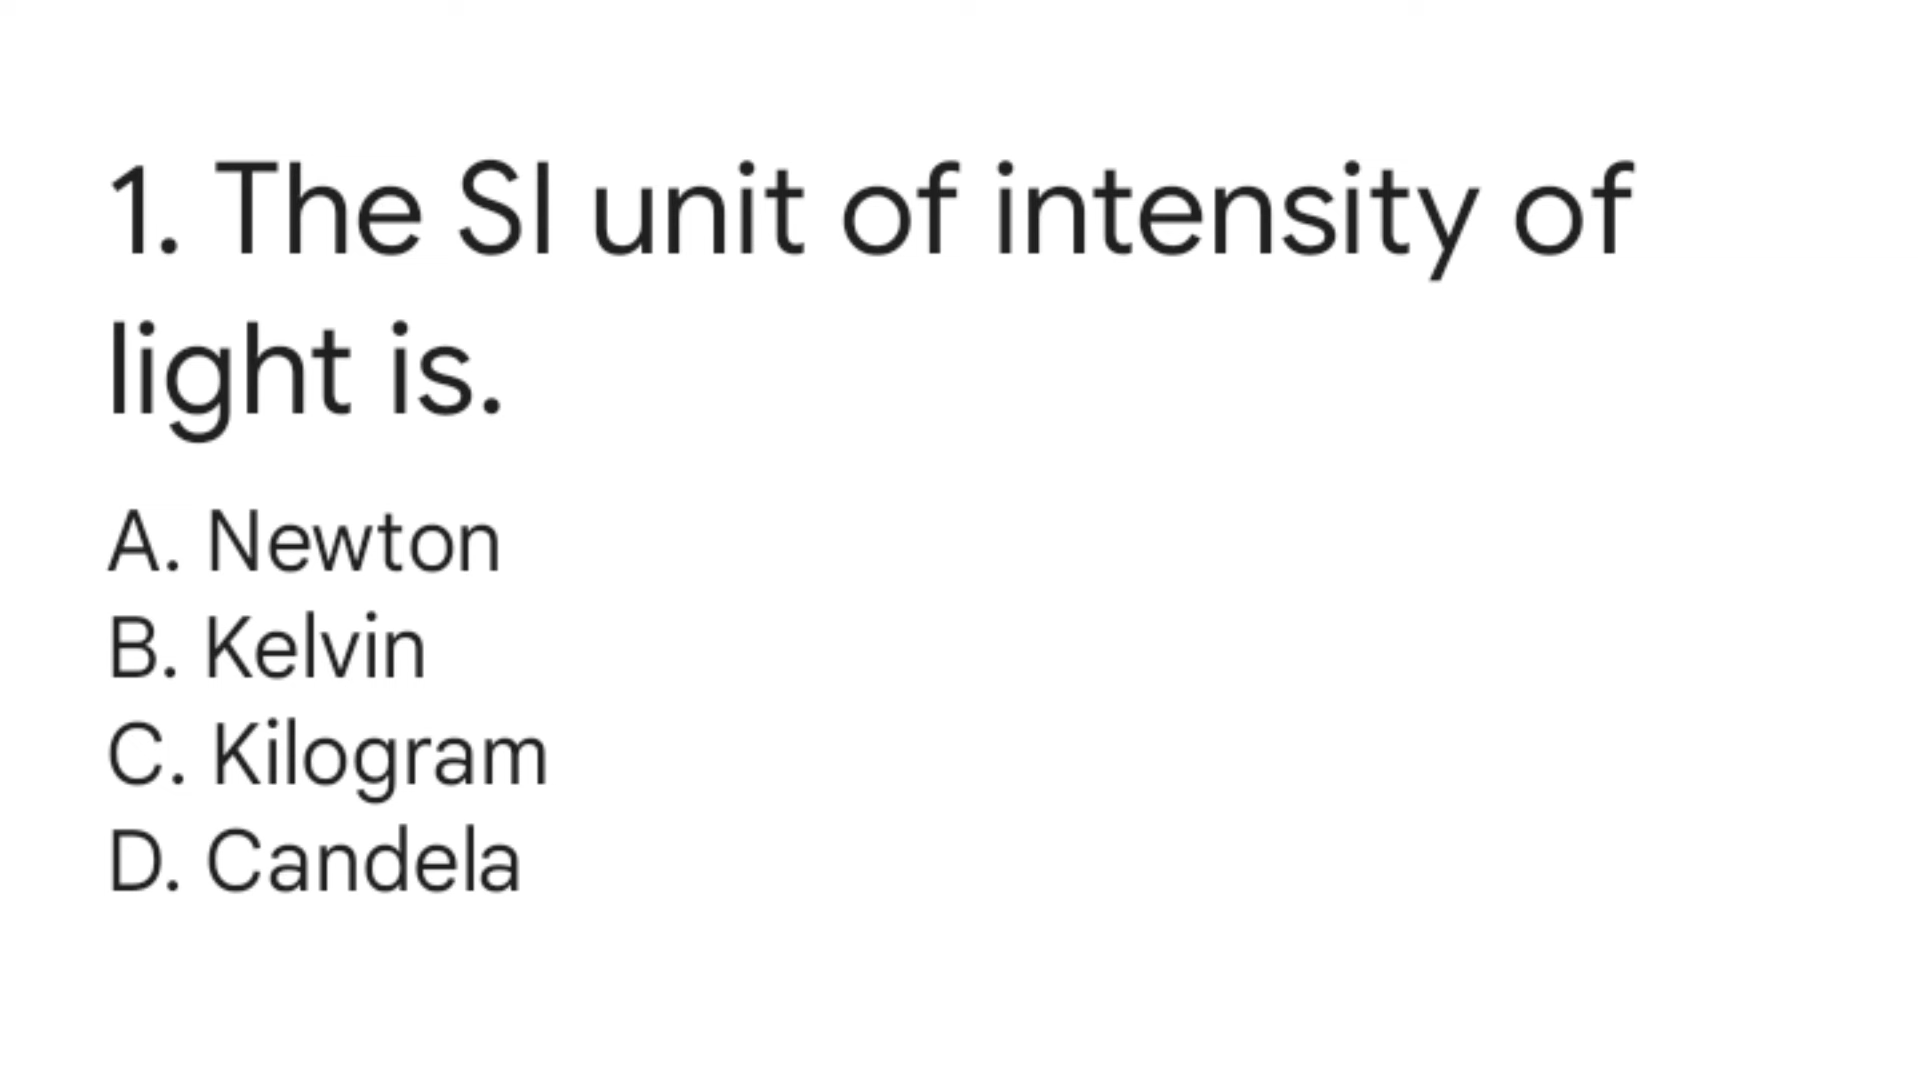 1. The SI unit of intensity of
light is.
A. Newton
B. Kelvin
C. Kilogram
D. Candela